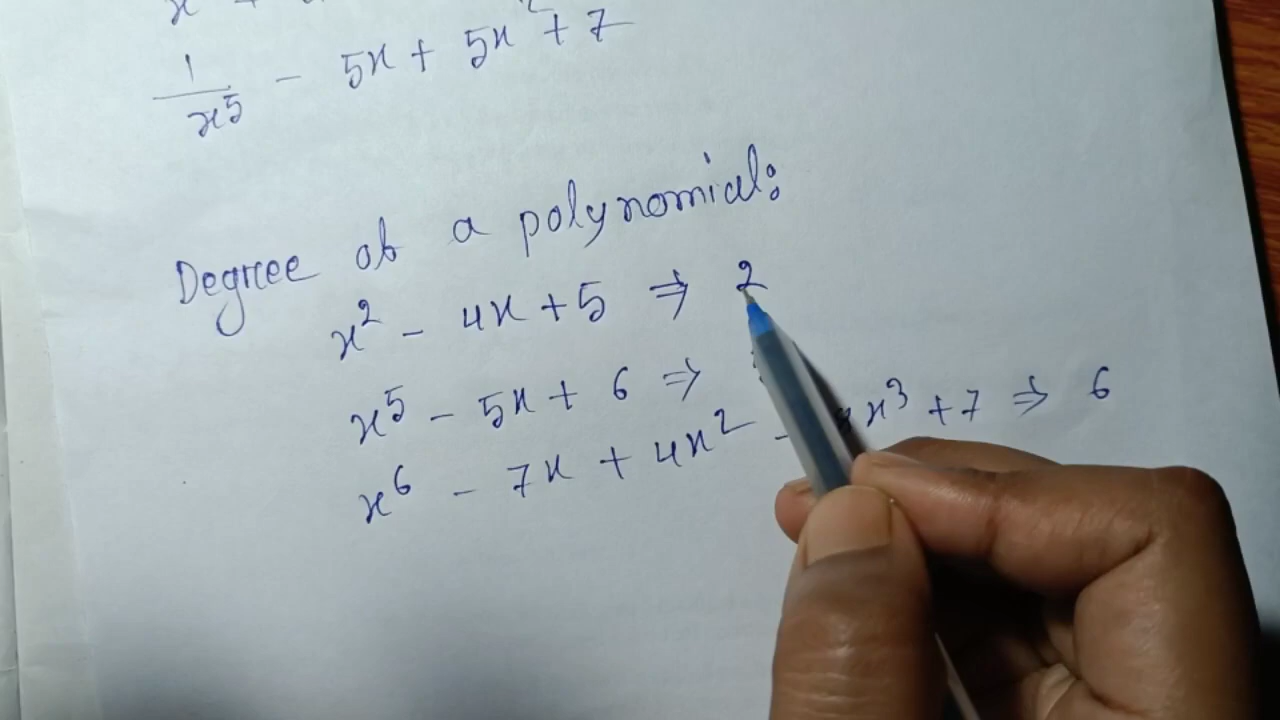 1/x⁵ - 5x + 5x² + 7
Degree of a polynomial:
x² - 4x + 5 ⇒ 2
x⁵ - 5x + 6 ⇒
x⁶ - 7x + 4x² - x³ + 7 ⇒ 6